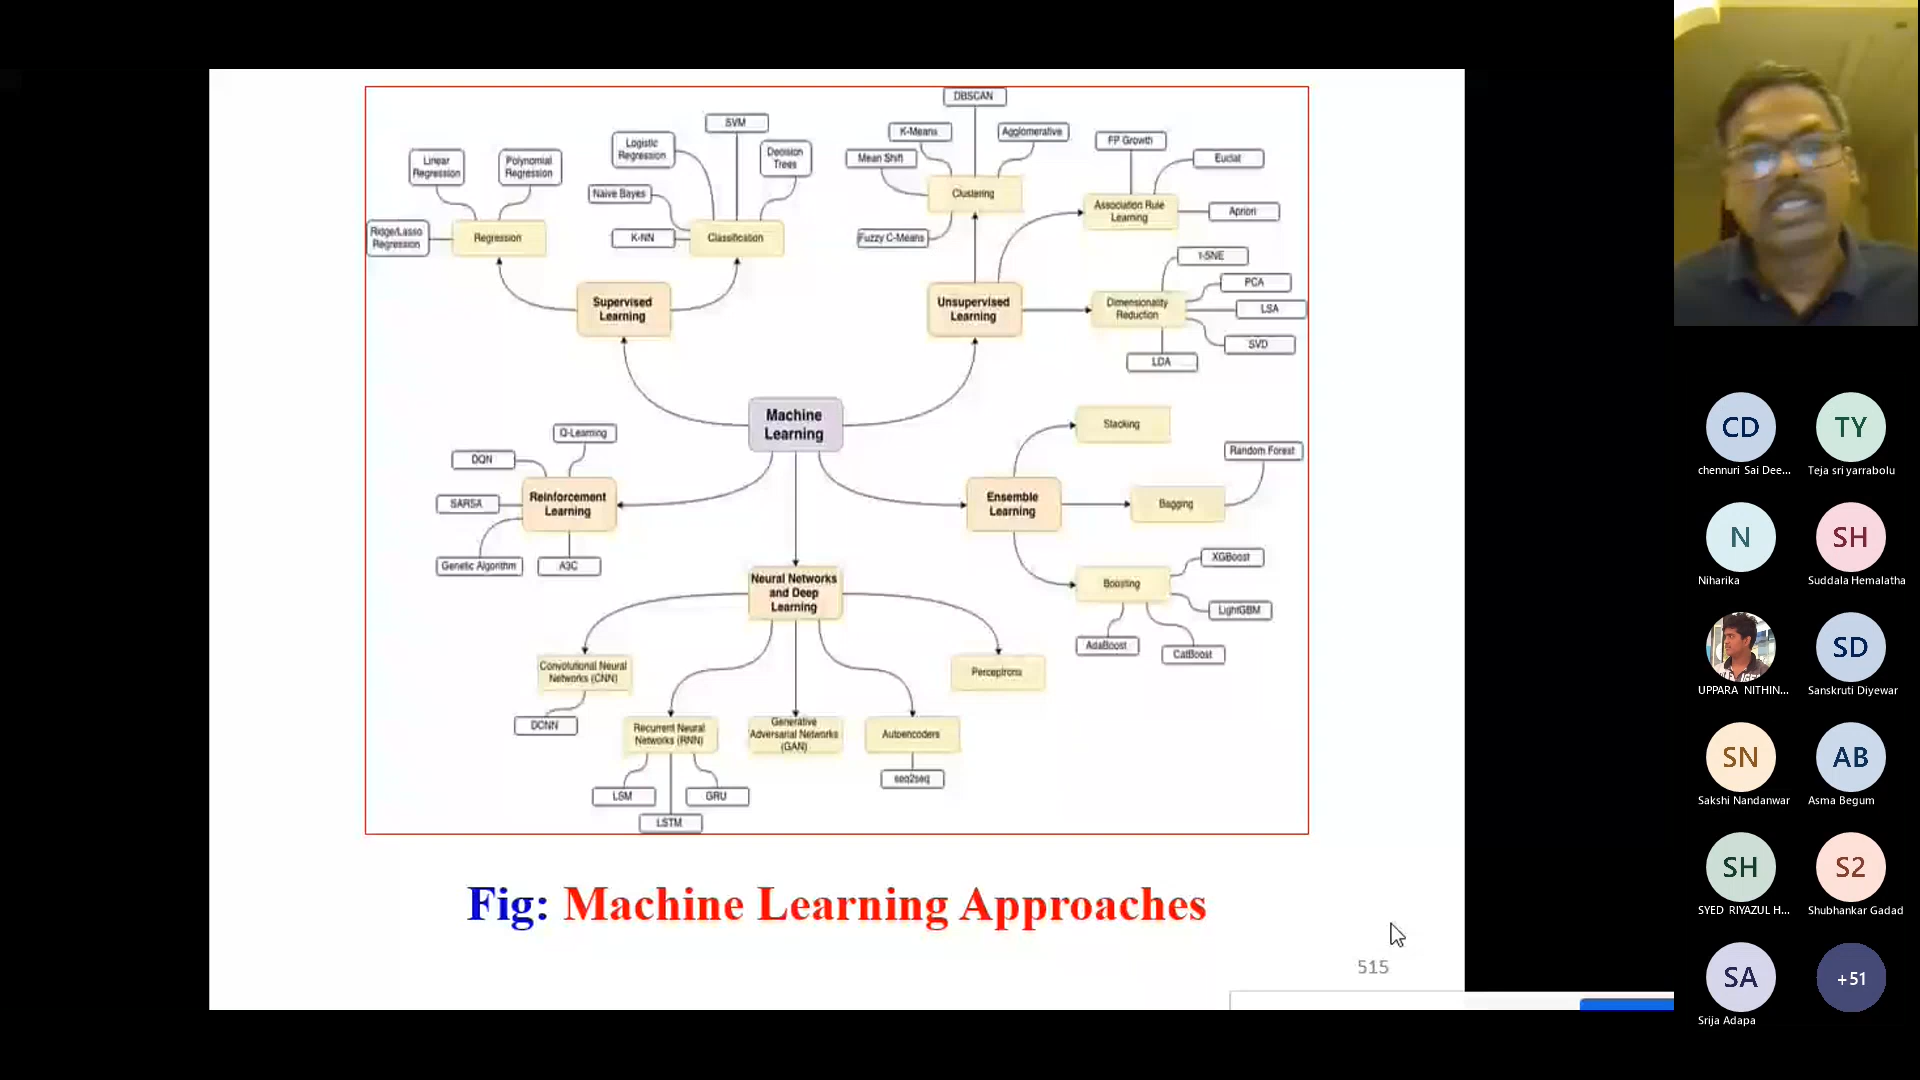 DBSCAN
SVM
K-Means
Agglomerative
FP Growth
Logistic
Regression
Decision
Trees
Linear
Regression
Polynomial
Regression
Mean Shift
Euclat
Naive Bayes
Clustering
Association Rule
Learning
Apriori
Ridge/Lasso
Regression
Regression
K-NN
Classification
Fuzzy C-Means
t-SNE
PCA
Supervised
Learning
Unsupervised
Learning
Dimensionality
Reduction
LSA
SVD
LDA
Machine
Learning
Stacking
Q-Learning
Random Forest
DQN
Reinforcement
Learning
SARSA
Ensemble
Learning
Bagging
Genetic Algorithm
A3C
XGBoost
Neural Networks
and Deep
Learning
Boosting
LightGBM
AdaBoost
CatBoost
Convolutional Neural
Networks (CNN)
Perceptrons
DCNN
Recurrent Neural
Networks (RNN)
Generative
Adversarial Networks
(GAN)
Autoencoders
seq2seq
LSM
GRU
LSTM
Fig: Machine Learning Approaches
515
CD
TY
chennuri Sai Dee...
Teja sri yarrabolu
N
SH
Niharika
Suddala Hemalatha
SD
UPPARA NITHIN...
Sanskruti Diyewar
SN
AB
Sakshi Nandanwar
Asma Begum
SH
S2
SYED RIYAZUL H...
Shubhankar Gadad
SA
+51
Srija Adapa